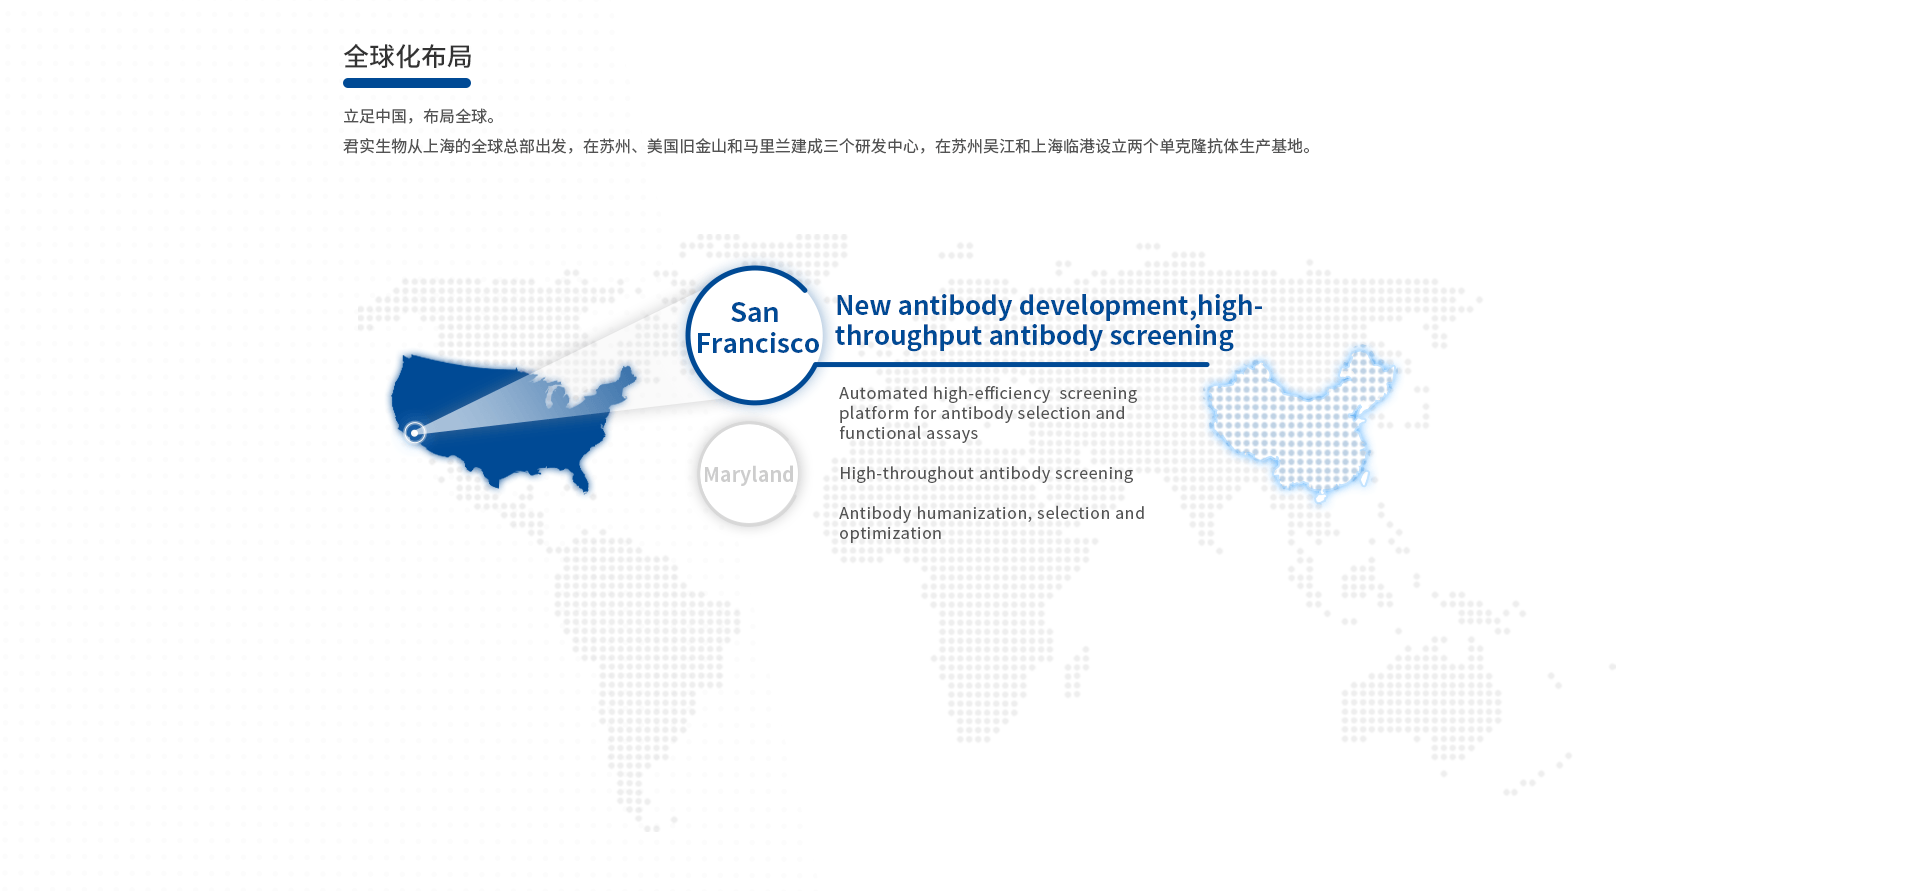 全球化布局
立足中国，布局全球。
君实生物从上海的全球总部出发，在苏州、美国旧金山和马里兰建成三个研发中心，在苏州吴江和上海临港设立两个单克隆抗体生产基地。
San
Francisco
New antibody development,high-
throughput antibody screening
Automated high-efficiency  screening
platform for antibody selection and
functional assays
Maryland
High-throughout antibody screening
Antibody humanization, selection and
optimization